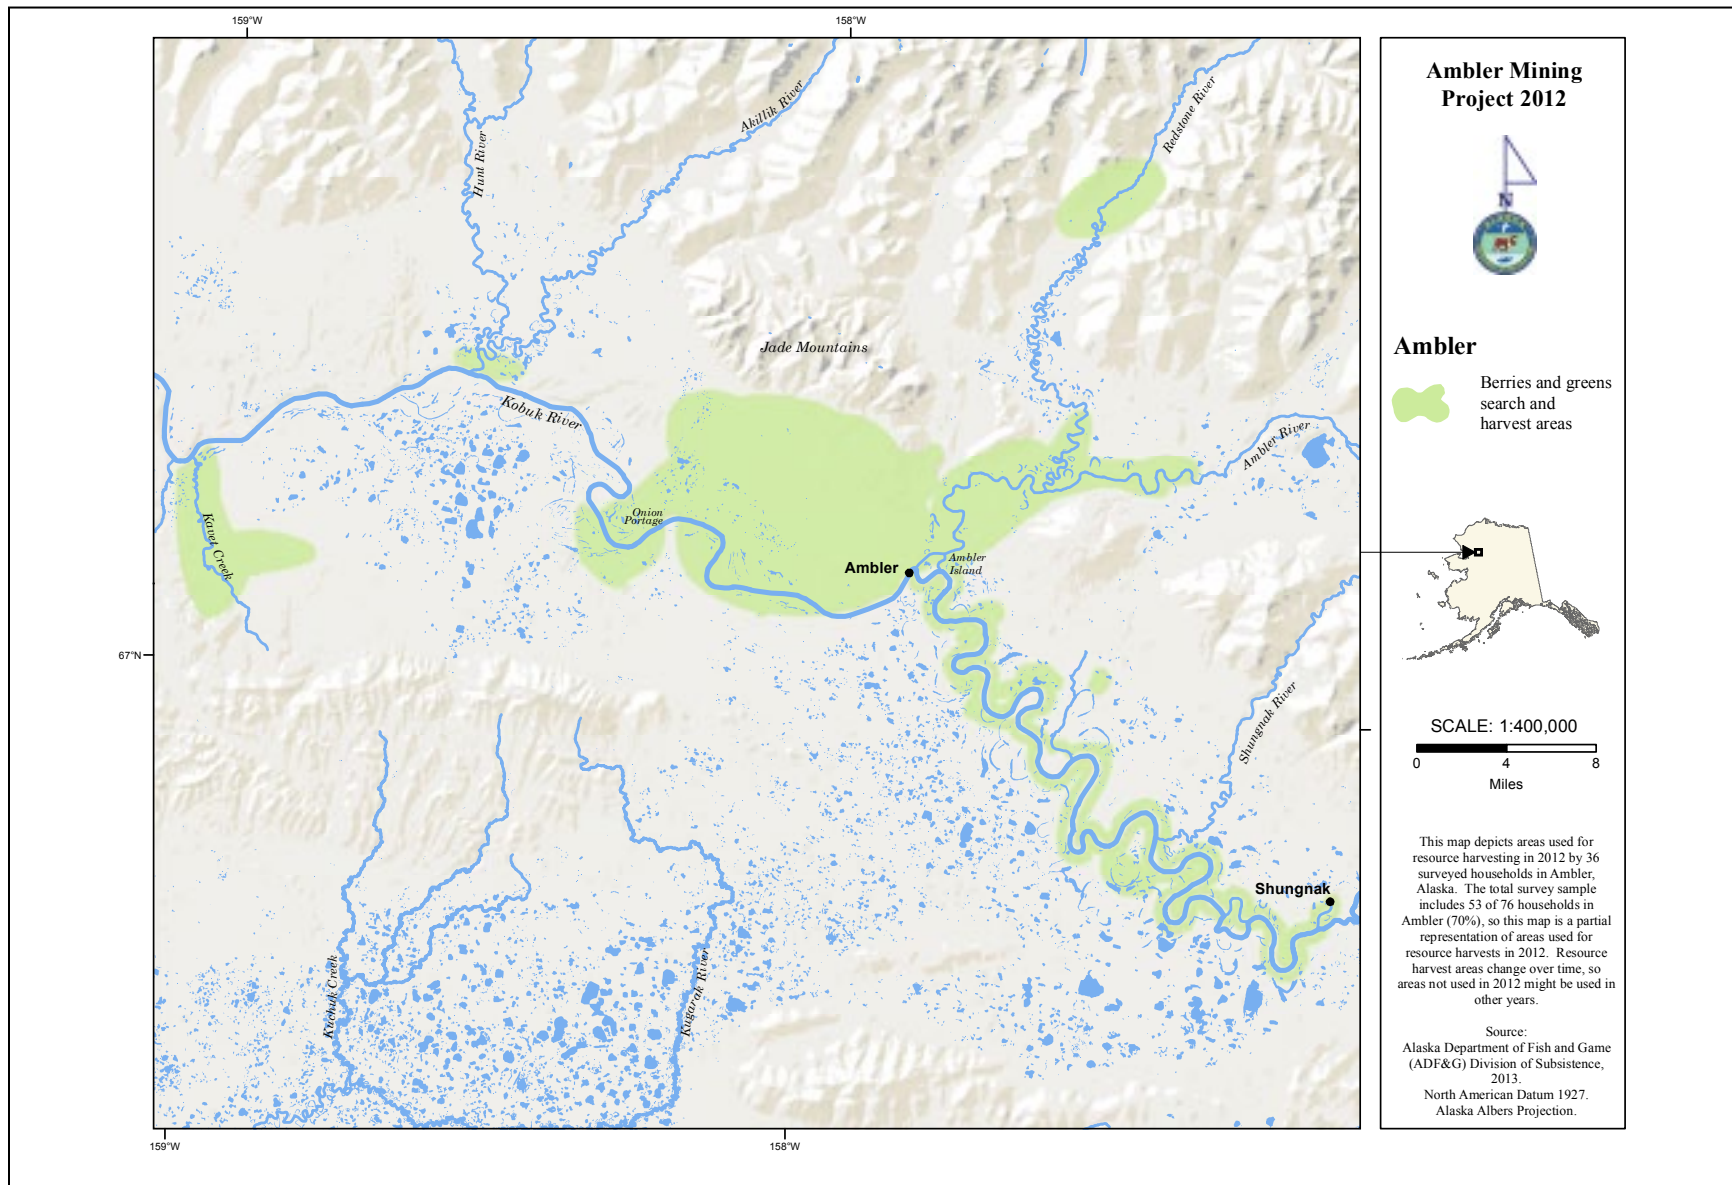 159°W
158°W
Hunt River
Akillik River
Redstone River
Jade Mountains
Kobuk River
Ambler River
Onion
Portage
Kavet Creek
Ambler
Ambler
Island
67°N
Shungnak River
Shungnak
Kuchuk Creek
Kugarak River
159°W
158°W
Ambler Mining
Project 2012
N
Ambler
Berries and greens
search and
harvest areas
SCALE: 1:400,000
0 4 8
Miles
This map depicts areas used for
resource harvesting in 2012 by 36
surveyed households in Ambler,
Alaska. The total survey sample
includes 53 of 76 households in
Ambler (70%), so this map is a partial
representation of areas used for
resource harvests in 2012. Resource
harvest areas change over time, so
areas not used in 2012 might be used in
other years.
Source:
Alaska Department of Fish and Game
(ADF&G) Division of Subsistence,
2013.
North American Datum 1927.
Alaska Albers Projection.